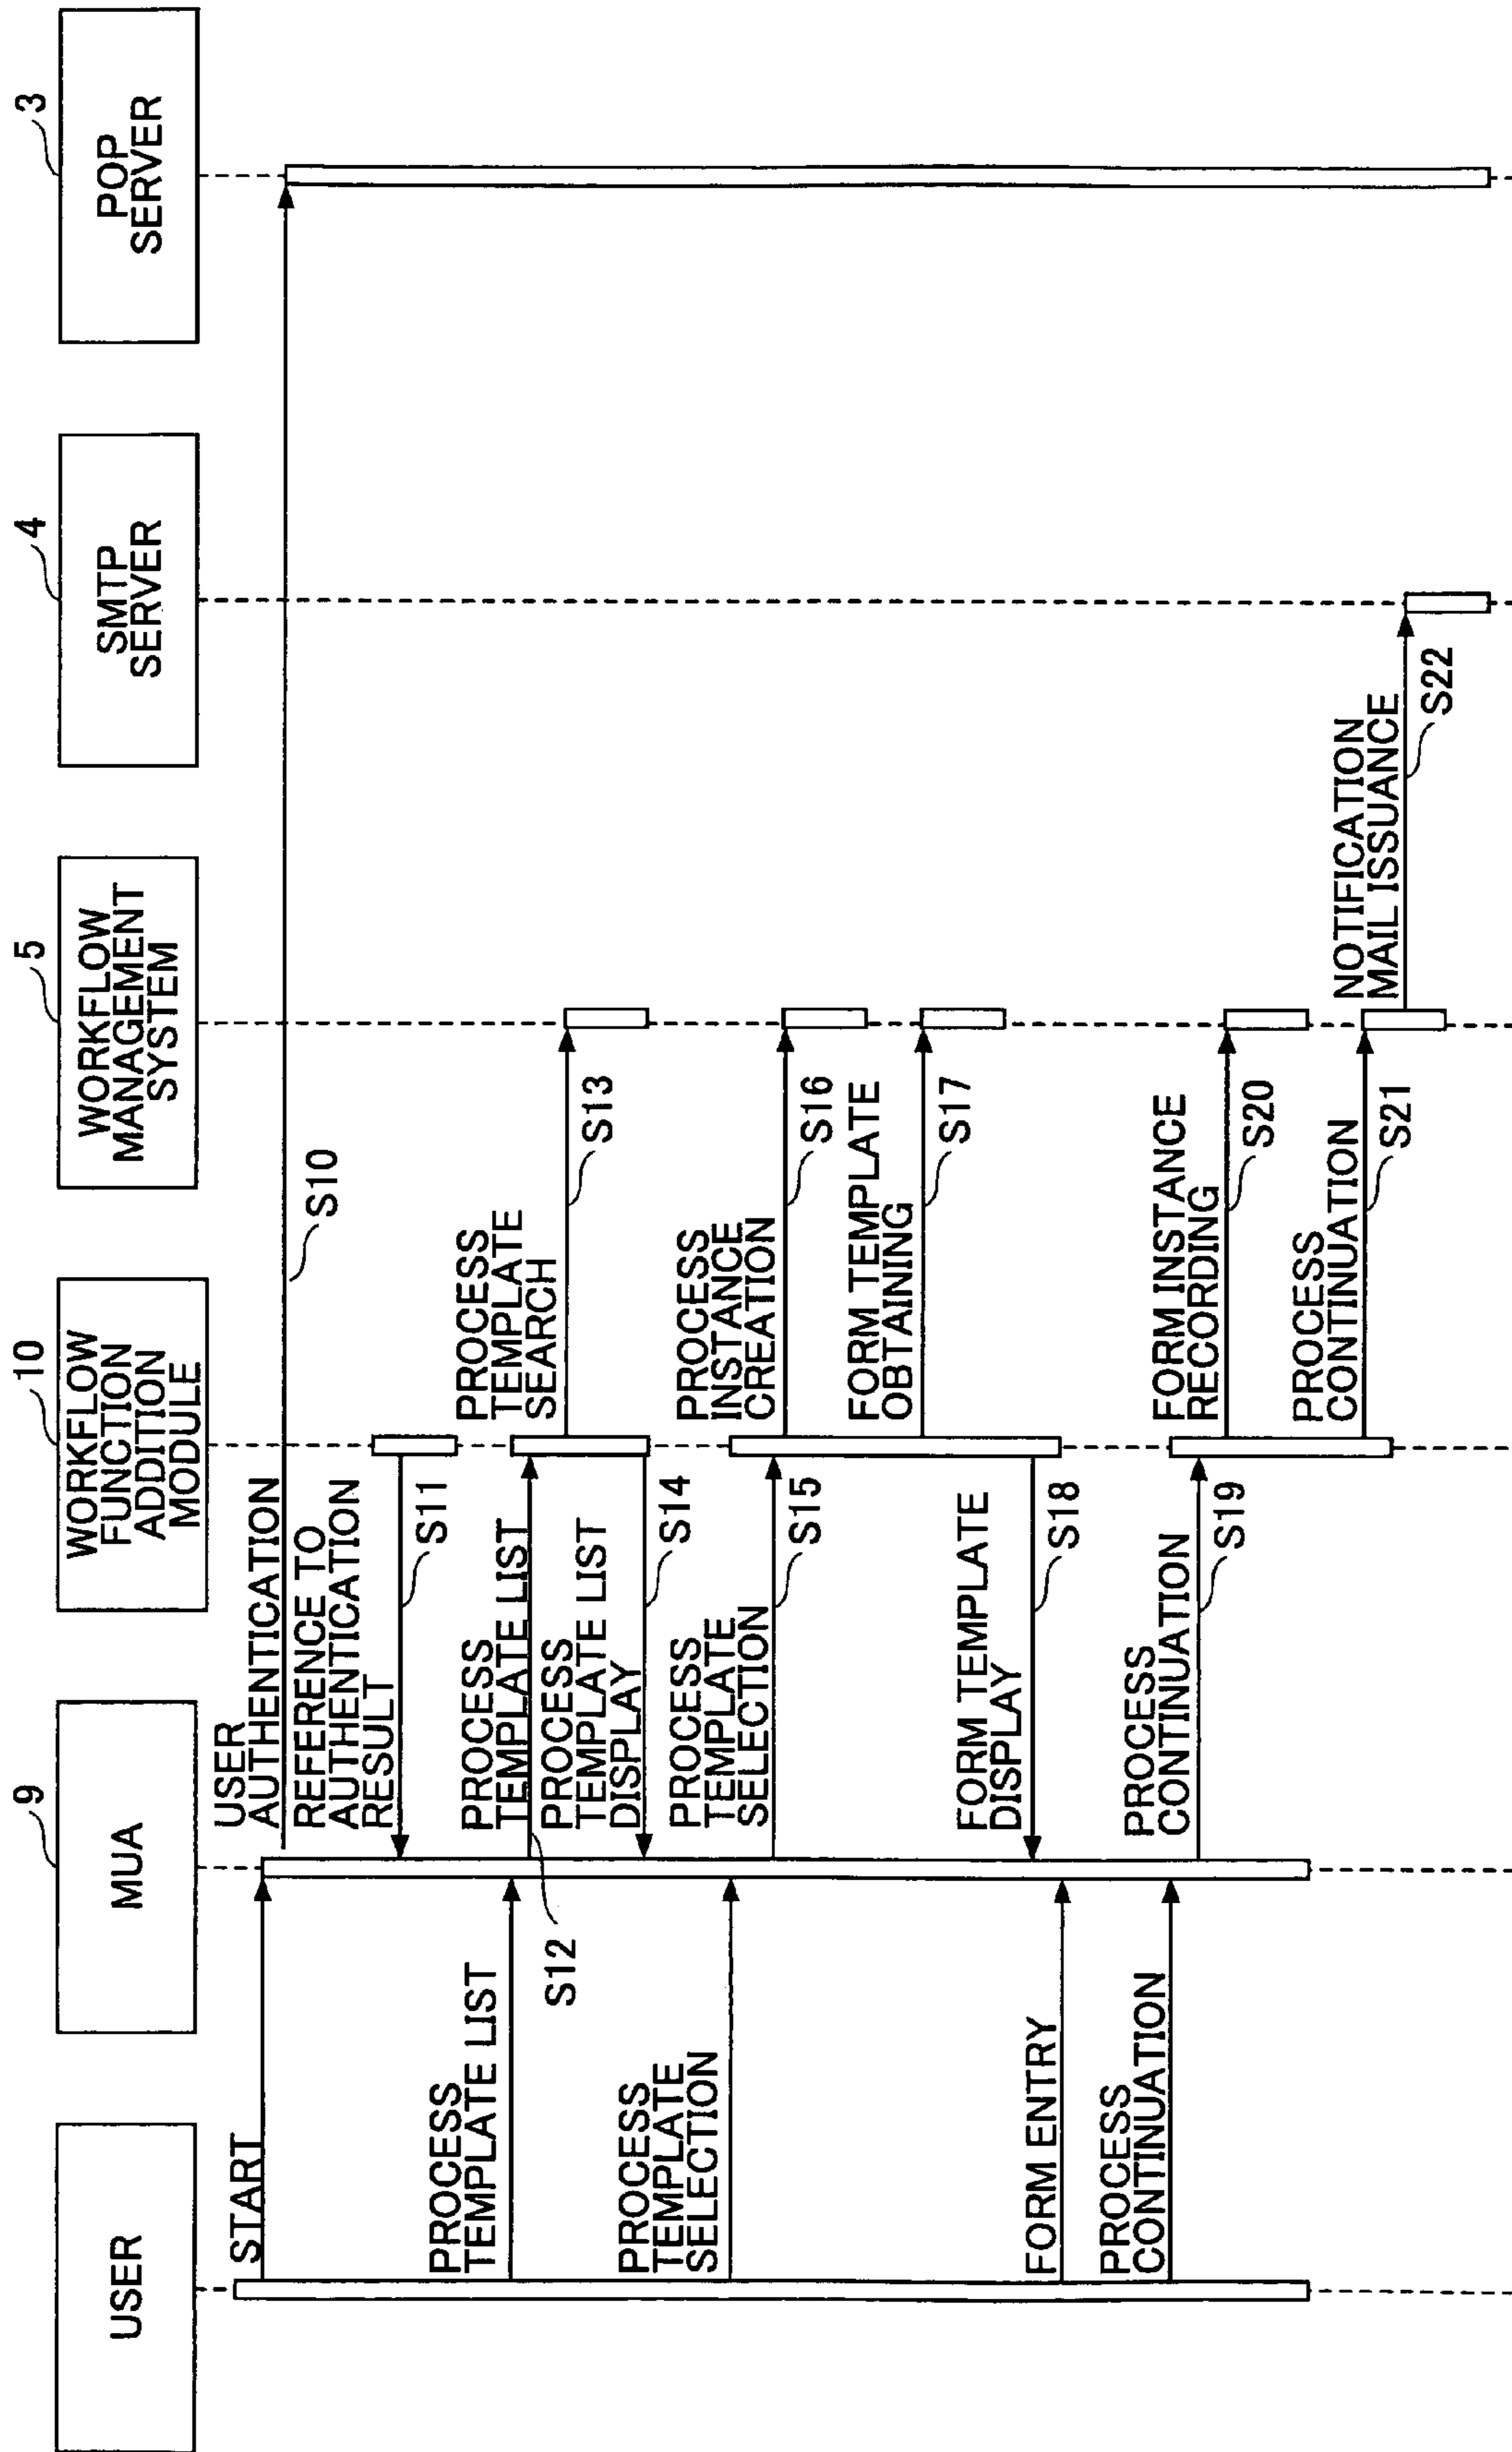 USER
MUA
9
WORKFLOW
FUNCTION
ADDITION
MODULE
10
WORKFLOW
MANAGEMENT
SYSTEM
5
SMTP
SERVER
4
POP
SERVER
3
START
USER
AUTHENTICATION
S10
REFERENCE TO
AUTHENTICATION
RESULT
S11
PROCESS
TEMPLATE LIST
PROCESS
TEMPLATE LIST
S12
PROCESS
TEMPLATE
SEARCH
S13
PROCESS
TEMPLATE LIST
DISPLAY
S14
PROCESS
TEMPLATE
SELECTION
PROCESS
TEMPLATE
SELECTION
S15
PROCESS
INSTANCE
CREATION
S16
FORM TEMPLATE
OBTAINING
S17
FORM TEMPLATE
DISPLAY
S18
FORM ENTRY
PROCESS
CONTINUATION
PROCESS
CONTINUATION
S19
FORM INSTANCE
RECORDING
S20
PROCESS
CONTINUATION
S21
NOTIFICATION
MAIL ISSUANCE
S22